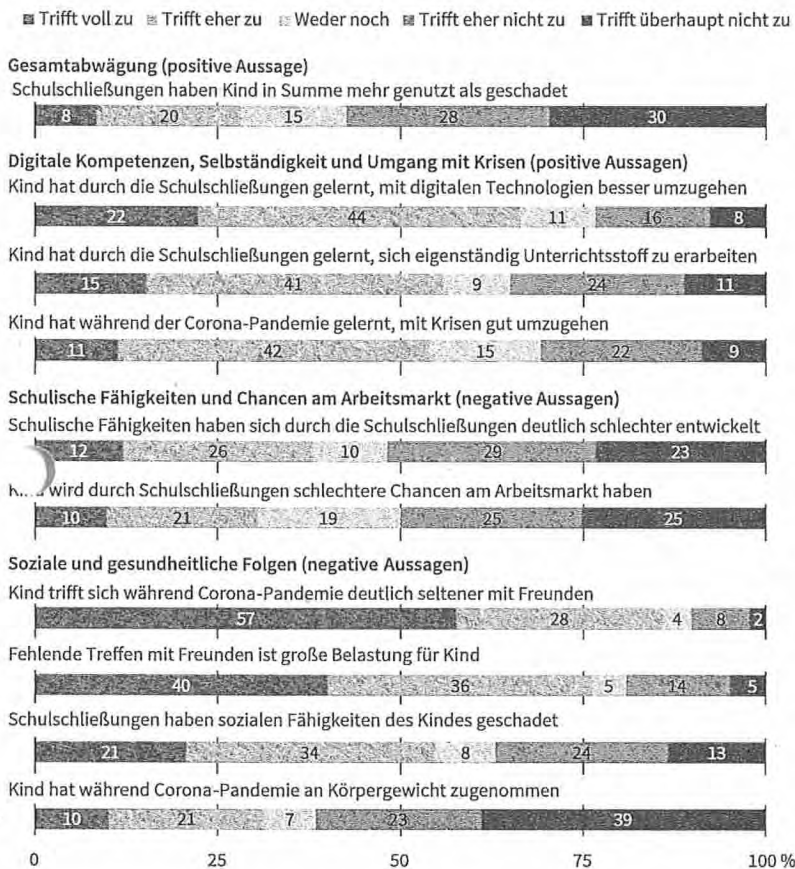 Trifft voll zu Trifft eher zu Weder noch Trifft eher nicht zu Trifft überhaupt nicht zu
Gesamtabwägung (positive Aussage)
Schulschließungen haben Kind in Summe mehr genutzt als geschadet
8 20 15 28 30
Digitale Kompetenzen, Selbständigkeit und Umgang mit Krisen (positive Aussagen)
Kind hat durch die Schulschließungen gelernt, mit digitalen Technologien besser umzugehen
22 44 11 16 8
Kind hat durch die Schulschließungen gelernt, sich eigenständig Unterrichtsstoff zu erarbeiten
15 41 9 24 11
Kind hat während der Corona-Pandemie gelernt, mit Krisen gut umzugehen
11 42 15 22 9
Schulische Fähigkeiten und Chancen am Arbeitsmarkt (negative Aussagen)
Schulische Fähigkeiten haben sich durch die Schulschließungen deutlich schlechter entwickelt
12 26 10 29 23
wird durch Schulschließungen schlechtere Chancen am Arbeitsmarkt haben
10 21 19 25 25
Soziale und gesundheitliche Folgen (negative Aussagen)
Kind trifft sich während Corona-Pandemie deutlich seltener mit Freunden
57 28 4 8 2
Fehlende Treffen mit Freunden ist große Belastung für Kind
40 36 5 14 5
Schulschließungen haben sozialen Fähigkeiten des Kindes geschadet
21 34 8 24 13
Kind hat während Corona-Pandemie an Körpergewicht zugenommen
10 21 7 23 39
0 25 50 75 100 %